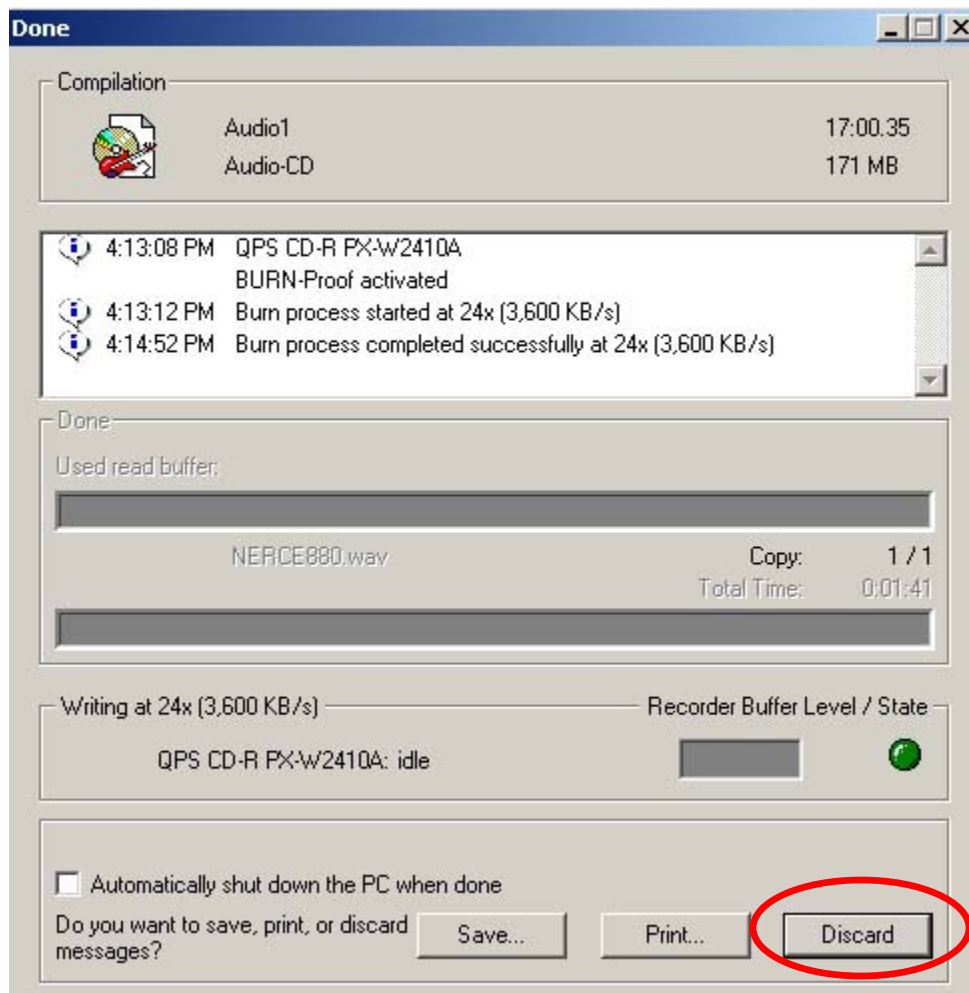 Done
Compilation
Audio1 17:00.35
Audio-CD 171 MB
4:13:08 PM QPS CD-R PX-W2410A
BURN-Proof activated
4:13:12 PM Burn process started at 24x (3,600 KB/s)
4:14:52 PM Burn process completed successfully at 24x (3,600 KB/s)
Done
Used read buffer:
NERCE880.wav Copy: 1 / 1
Total Time: 0:01:41
Writing at 24x (3,600 KB/s) Recorder Buffer Level / State
QPS CD-R PX-W2410A: idle
Automatically shut down the PC when done
Do you want to save, print, or discard
messages? Save... Print... Discard